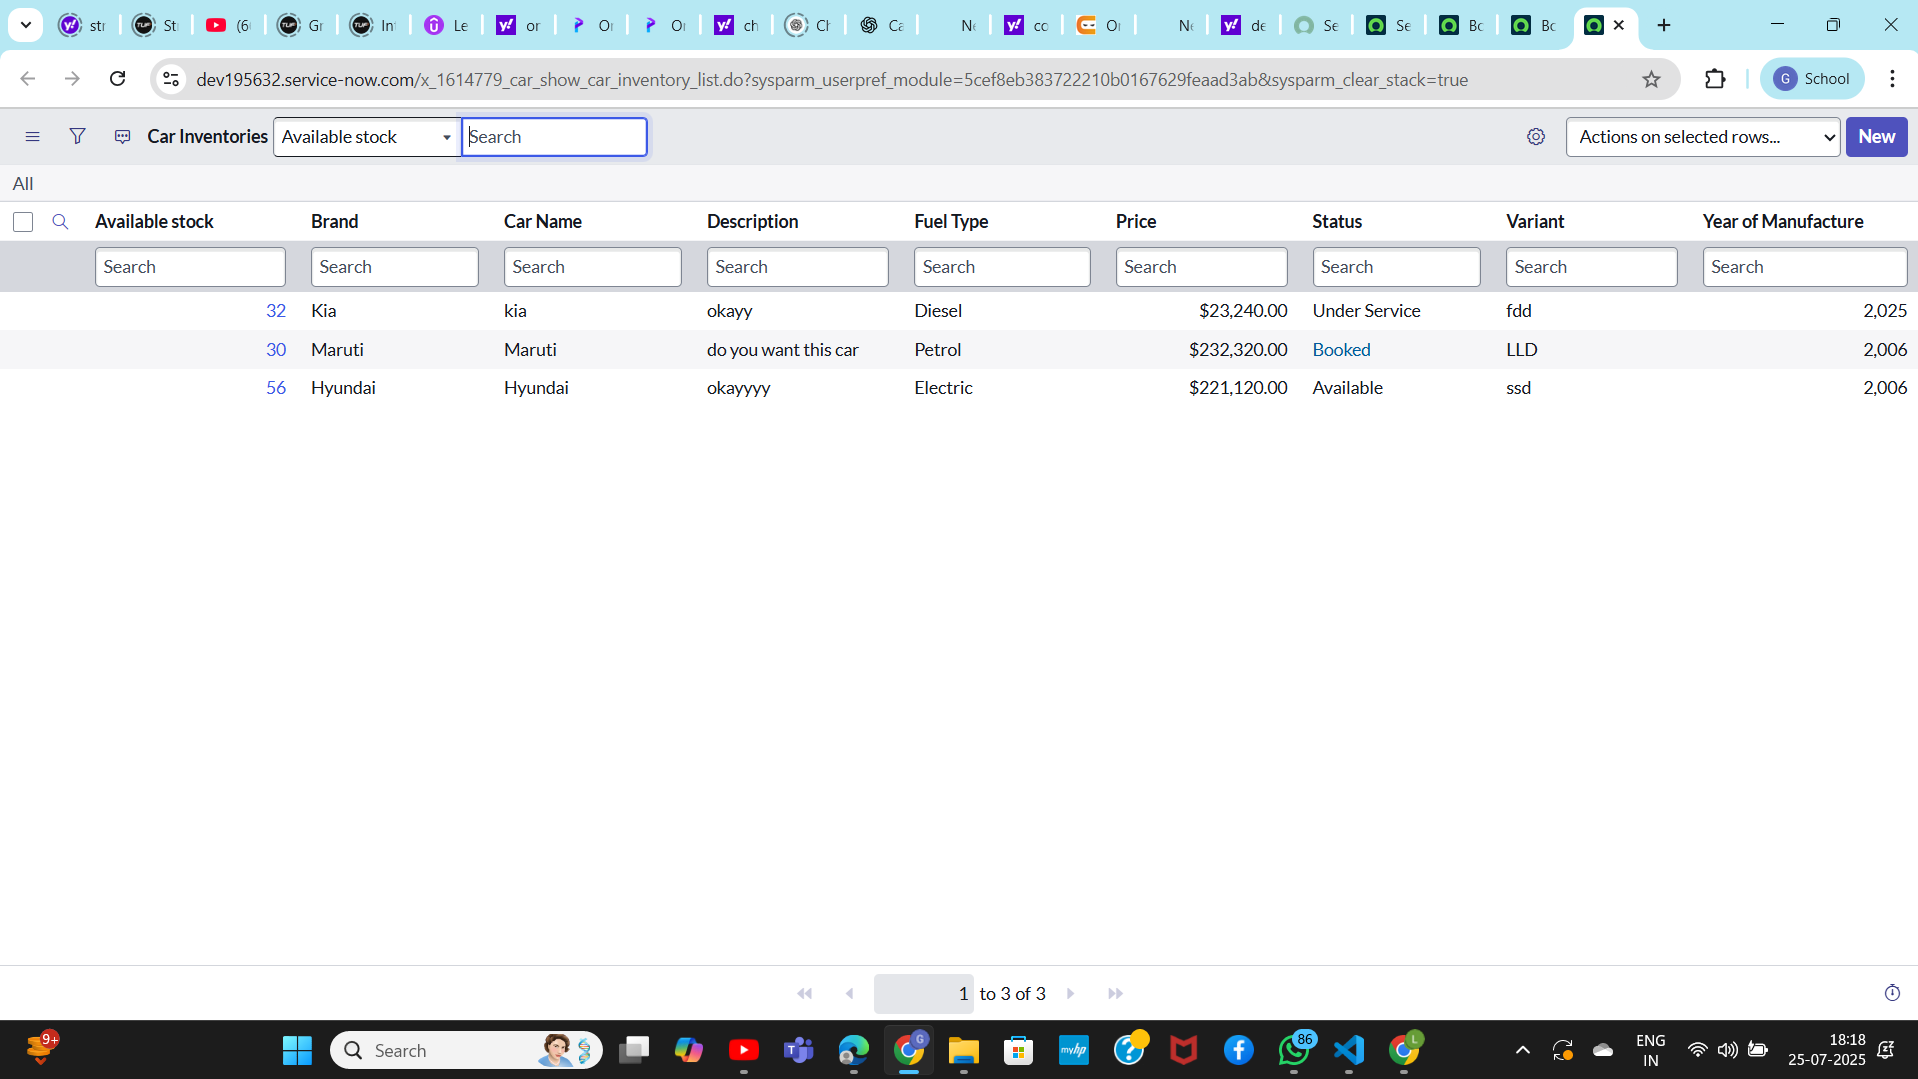 str
St
(6
Gr
Int
Le
or
Or
Or
ch
Ch
Ca
Ne
co
Or
Ne
de
Se
Se
Bc
Bc
dev195632.service-now.com/x_1614779_car_show_car_inventory_list.do?sysparm_userpref_module=5cef8eb383722210b0167629feaad3ab&sysparm_clear_stack=true
G School
Car Inventories Available stock Search Actions on selected rows... New
All
Available stock Brand Car Name Description Fuel Type Price Status Variant Year of Manufacture
Search Search Search Search Search Search Search Search Search
32 Kia kia okayy Diesel $23,240.00 Under Service fdd 2,025
30 Maruti Maruti do you want this car Petrol $232,320.00 Booked LLD 2,006
56 Hyundai Hyundai okayyyy Electric $221,120.00 Available ssd 2,006
1 to 3 of 3
9+ Search myhp G 86 L ENG 18:18
IN 25-07-2025